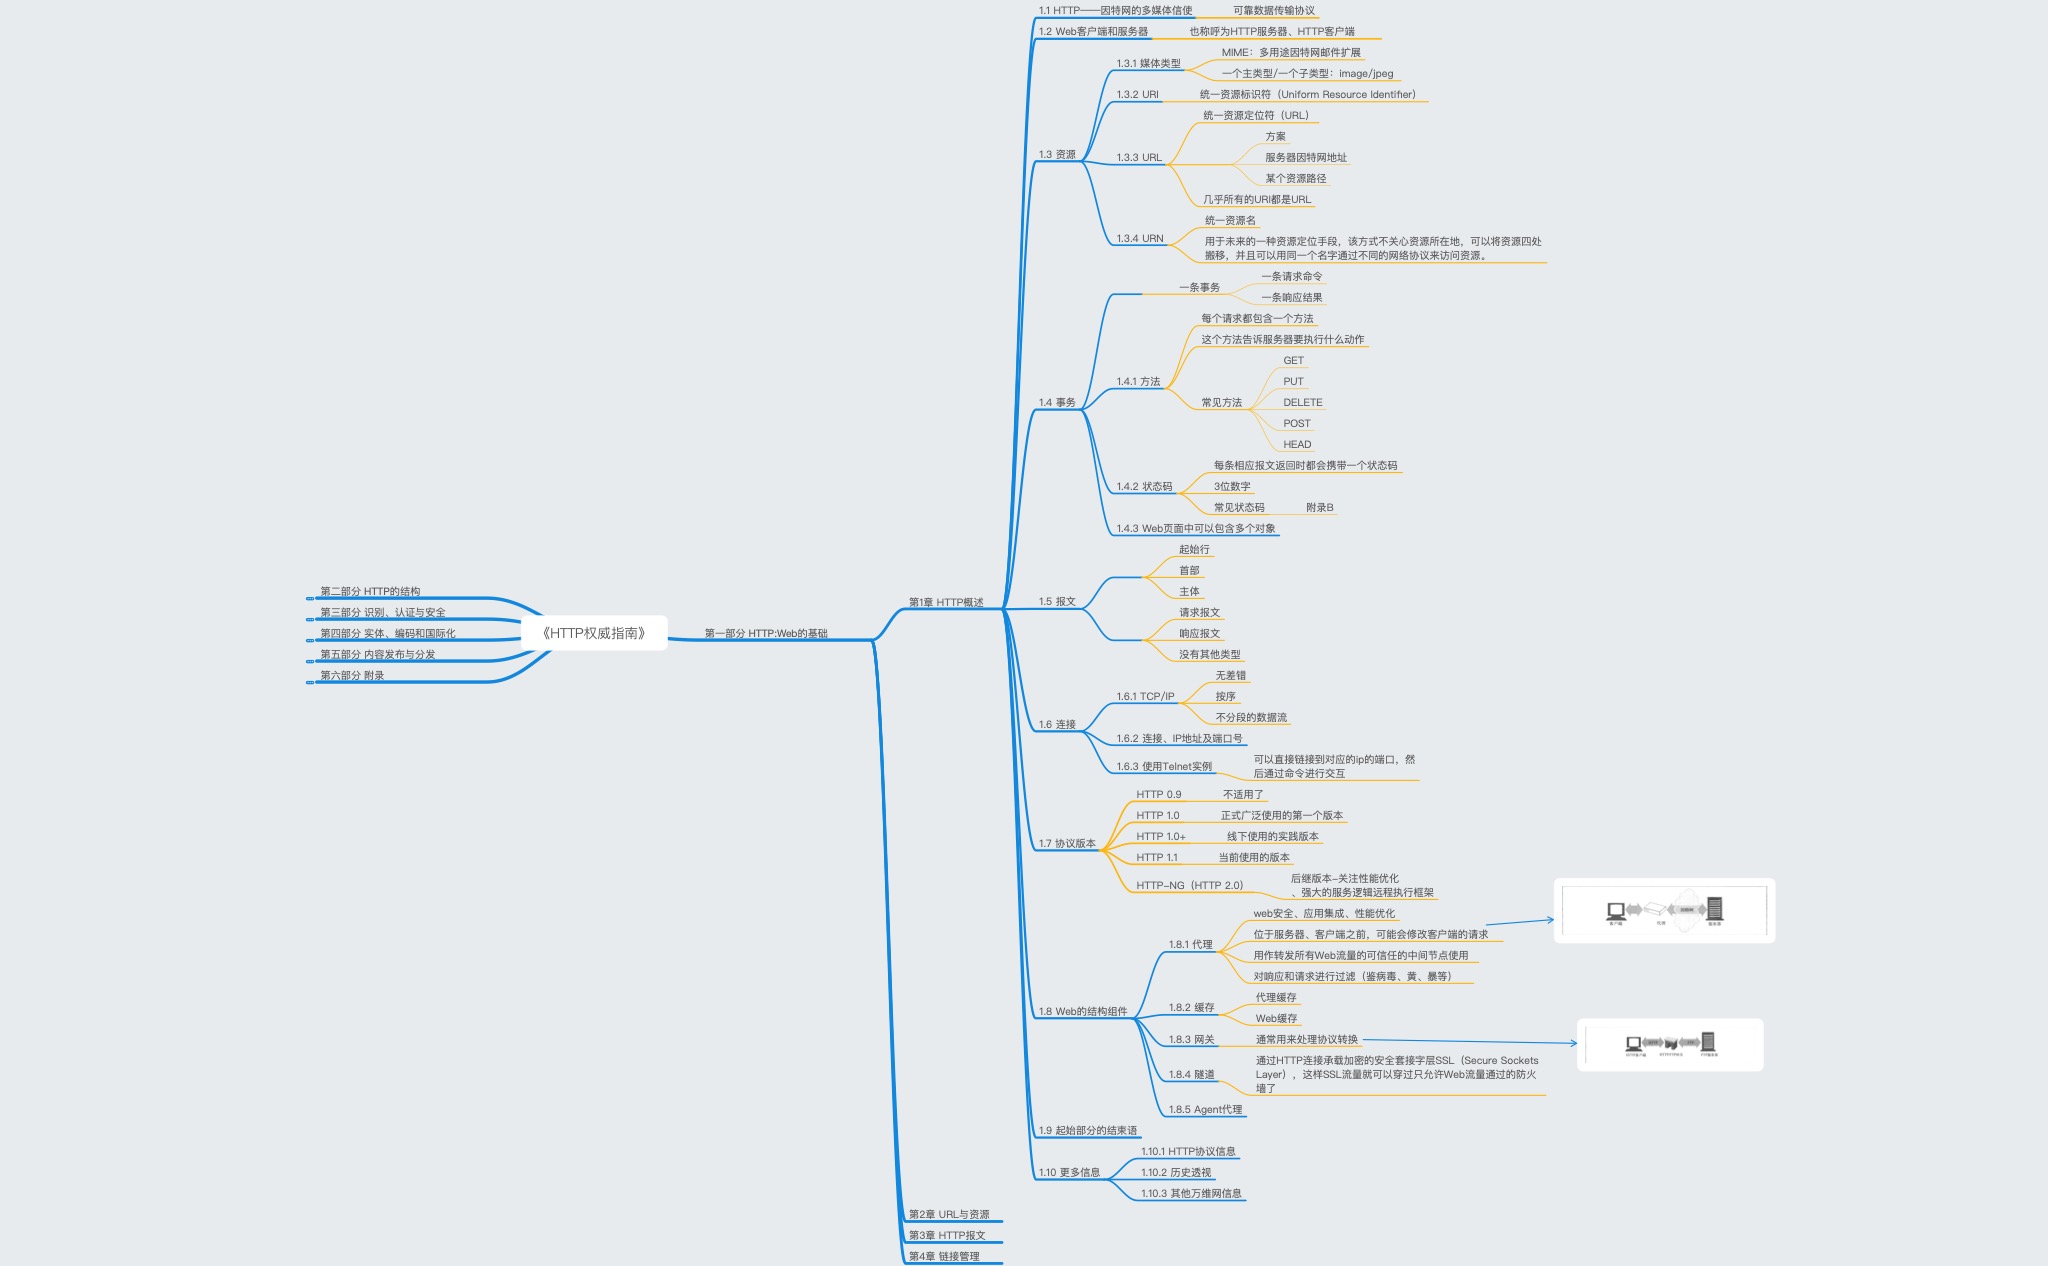 《HTTP权威指南》
第一部分 HTTP:Web的基础
第1章 HTTP概述
1.1 HTTP——因特网的多媒体信使
可靠数据传输协议
1.2 Web客户端和服务器
也称呼为HTTP服务器、HTTP客户端
1.3 资源
1.3.1 媒体类型
MIME：多用途因特网邮件扩展
一个主类型/一个子类型：image/jpeg
1.3.2 URI
统一资源标识符（Uniform Resource Identifier）
1.3.3 URL
统一资源定位符（URL）
方案
服务器因特网地址
某个资源路径
几乎所有的URI都是URL
1.3.4 URN
统一资源名
用于未来的一种资源定位手段，该方式不关心资源所在地，可以将资源四处
搬移，并且可以用同一个名字通过不同的网络协议来访问资源。
1.4 事务
一条事务
一条请求命令
一条响应结果
1.4.1 方法
每个请求都包含一个方法
这个方法告诉服务器要执行什么动作
常见方法
GET
PUT
DELETE
POST
HEAD
1.4.2 状态码
每条相应报文返回时都会携带一个状态码
3位数字
常见状态码
附录B
1.4.3 Web页面中可以包含多个对象
1.5 报文
起始行
首部
主体
请求报文
响应报文
没有其他类型
1.6 连接
1.6.1 TCP/IP
无差错
按序
不分段的数据流
1.6.2 连接、IP地址及端口号
1.6.3 使用Telnet实例
可以直接链接到对应的ip的端口，然
后通过命令进行交互
1.7 协议版本
HTTP 0.9
不适用了
HTTP 1.0
正式广泛使用的第一个版本
HTTP 1.0+
线下使用的实践版本
HTTP 1.1
当前使用的版本
HTTP-NG（HTTP 2.0）
后继版本-关注性能优化
、强大的服务逻辑远程执行框架
1.8 Web的结构组件
1.8.1 代理
web安全、应用集成、性能优化
位于服务器、客户端之前，可能会修改客户端的请求
用作转发所有Web流量的可信任的中间节点使用
对响应和请求进行过滤（鉴病毒、黄、暴等）
1.8.2 缓存
代理缓存
Web缓存
1.8.3 网关
通常用来处理协议转换
1.8.4 隧道
通过HTTP连接承载加密的安全套接字层SSL（Secure Sockets
Layer），这样SSL流量就可以穿过只允许Web流量通过的防火
墙了
1.8.5 Agent代理
1.9 起始部分的结束语
1.10 更多信息
1.10.1 HTTP协议信息
1.10.2 历史透视
1.10.3 其他万维网信息
第2章 URL与资源
第3章 HTTP报文
第4章 链接管理
第二部分 HTTP的结构
第三部分 识别、认证与安全
第四部分 实体、编码和国际化
第五部分 内容发布与分发
第六部分 附录